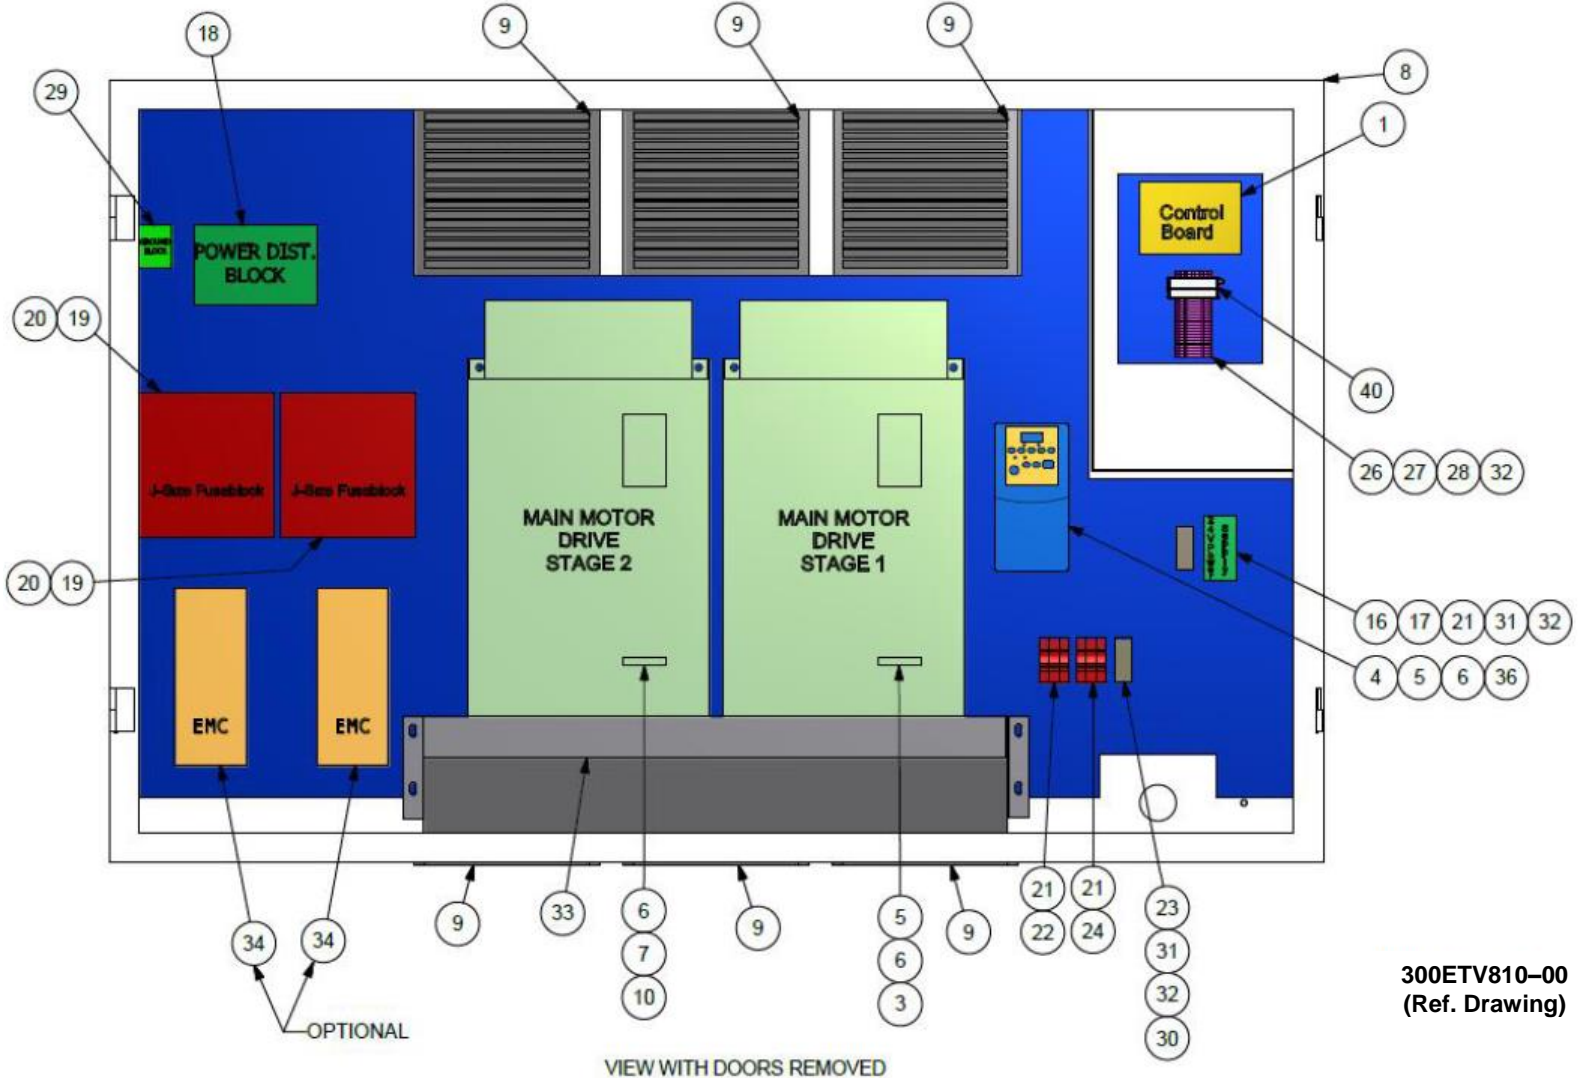 9
9
9
18
8
29
1
Control
Board
GROUND
BLOCK
POWER DIST.
BLOCK
20 19
40
J-Size Fuseblock
J-Size Fuseblock
26 27 28 32
MAIN MOTOR
DRIVE
STAGE 2
MAIN MOTOR
DRIVE
STAGE 1
20 19
16 17 21 31 32
4 5 6 36
EMC
EMC
9
33
6
7
10
9
5
6
3
9
21
22
21
24
23
31
32
30
34
34
OPTIONAL
300ETV810–00
(Ref. Drawing)
VIEW WITH DOORS REMOVED